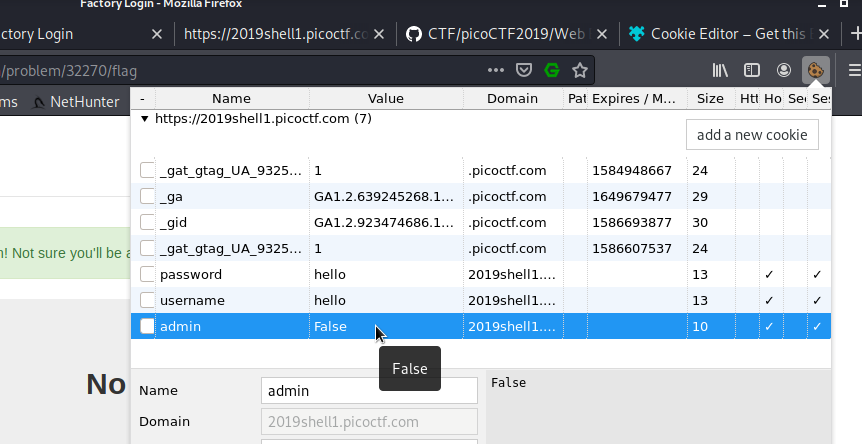 Factory Login - Mozilla Firefox
ctory Login
https://2019shell1.picoctf.co
CTF/picoCTF2019/Web
Cookie Editor – Get this
/problem/32270/flag
ms NetHunter
- Name Value Domain Pat Expires / M... Size Htt Ho Sec Ses
https://2019shell1.picoctf.com (7)
add a new cookie
_gat_gtag_UA_9325... 1 .picoctf.com 1584948667 24
_ga GA1.2.639245268.1... .picoctf.com 1649679477 29
_gid GA1.2.923474686.1... .picoctf.com 1586693877 30
_gat_gtag_UA_9325... 1 .picoctf.com 1586607537 24
n! Not sure you'll be a
password hello 2019shell1.... 13 ✓ ✓
username hello 2019shell1.... 13 ✓ ✓
admin False 2019shell1.... 10 ✓ ✓
False
No
Name admin
False
Domain 2019shell1.picoctf.com